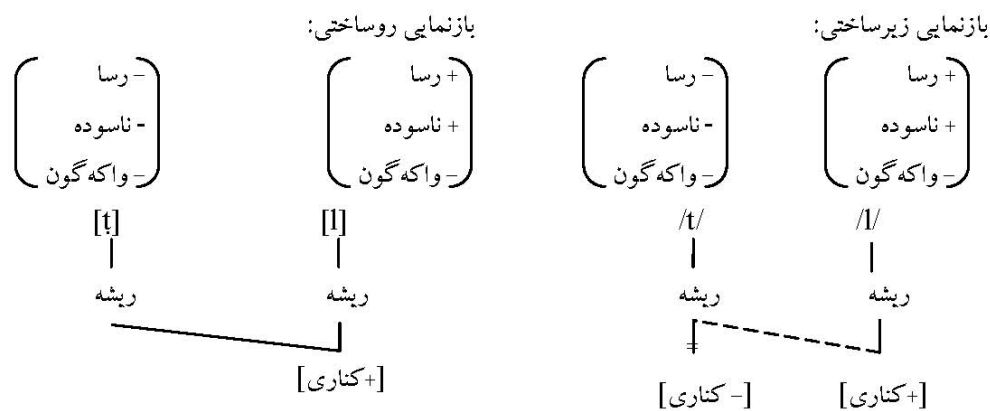 بازنمایی زیرساختی:
+ رسا
+ ناسوده
– واکه‌گون
/l/
ریشه
[+کناری]
– رسا
- ناسوده
– واکه‌گون
/t/
ریشه
[– کناری]
بازنمایی روساختی:
+ رسا
+ ناسوده
– واکه‌گون
[l]
ریشه
[+کناری]
– رسا
- ناسوده
– واکه‌گون
[ṭ]
ریشه